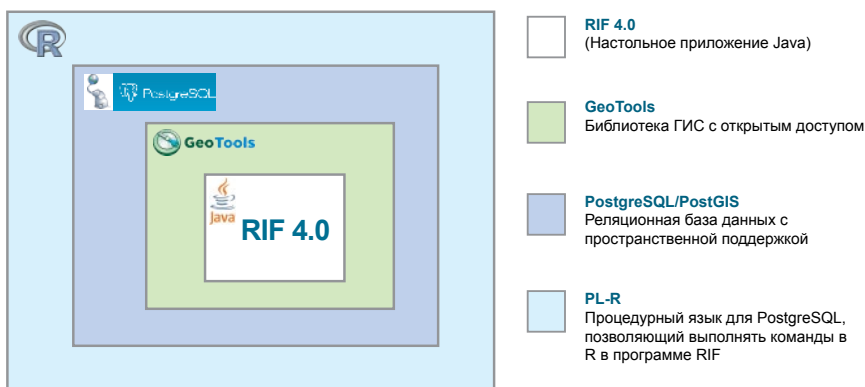 R
PostgreSQL
GeoTools
Java
RIF 4.0
RIF 4.0
(Настольное приложение Java)
GeoTools
Библиотека ГИС с открытым доступом
PostgreSQL/PostGIS
Реляционная база данных с
пространственной поддержкой
PL-R
Процедурный язык для PostgreSQL,
позволяющий выполнять команды в
R в программе RIF